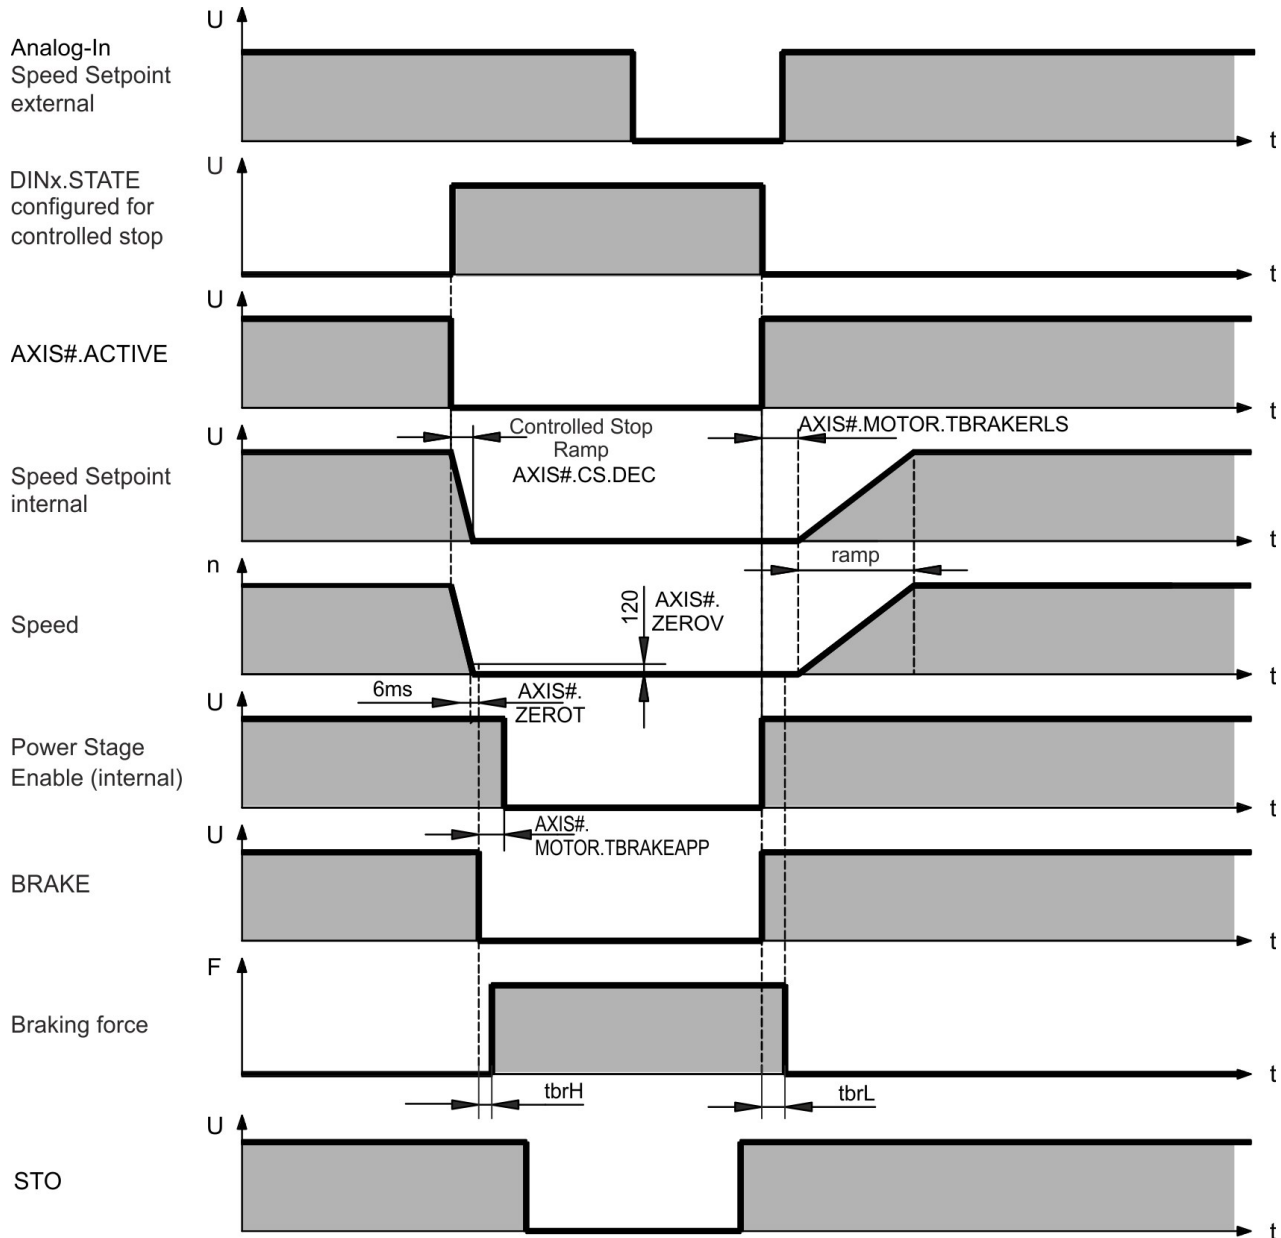 U
Analog-In
Speed Setpoint
external
t
U
DINx.STATE
configured for
controlled stop
t
U
AXIS#.ACTIVE
t
U
Controlled Stop
Ramp
AXIS#.CS.DEC
AXIS#.MOTOR.TBRAKERLS
Speed Setpoint
internal
t
n
ramp
120
AXIS#.
ZEROV
Speed
t
6ms
AXIS#.
ZEROT
U
Power Stage
Enable (internal)
t
U
AXIS#.
MOTOR.TBRAKEAPP
BRAKE
t
F
Braking force
t
tbrH
tbrL
U
STO
t